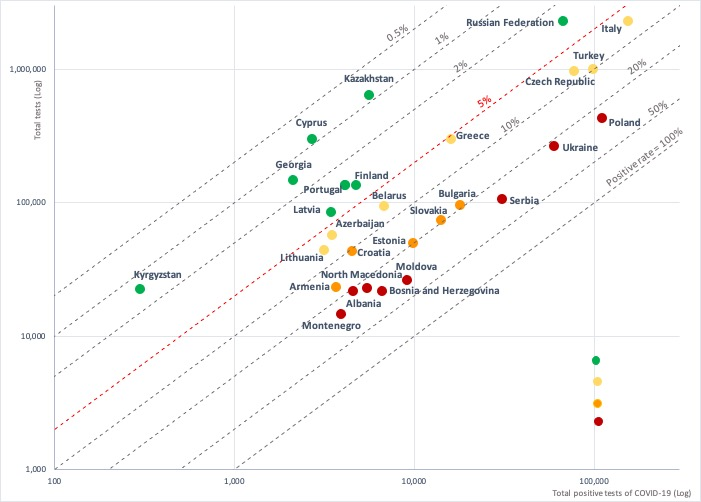 Russian Federation
Italy
0.5%
1%
2%
Turkey
20%
1,000,000
Kazakhstan
Czech Republic
5%
50%
Total tests (Log)
Cyprus
10%
Poland
Greece
Positive rate = 100%
Ukraine
Georgia
Finland
Portugal
Belarus
Bulgaria
Serbia
100,000
Latvia
Slovakia
Azerbaijan
Estonia
Croatia
Lithuania
Moldova
Kyrgyzstan
North Macedonia
Armenia
Bosnia and Herzegovina
Albania
Montenegro
10,000
1,000
100
1,000
10,000
100,000
Total positive tests of COVID-19 (Log)